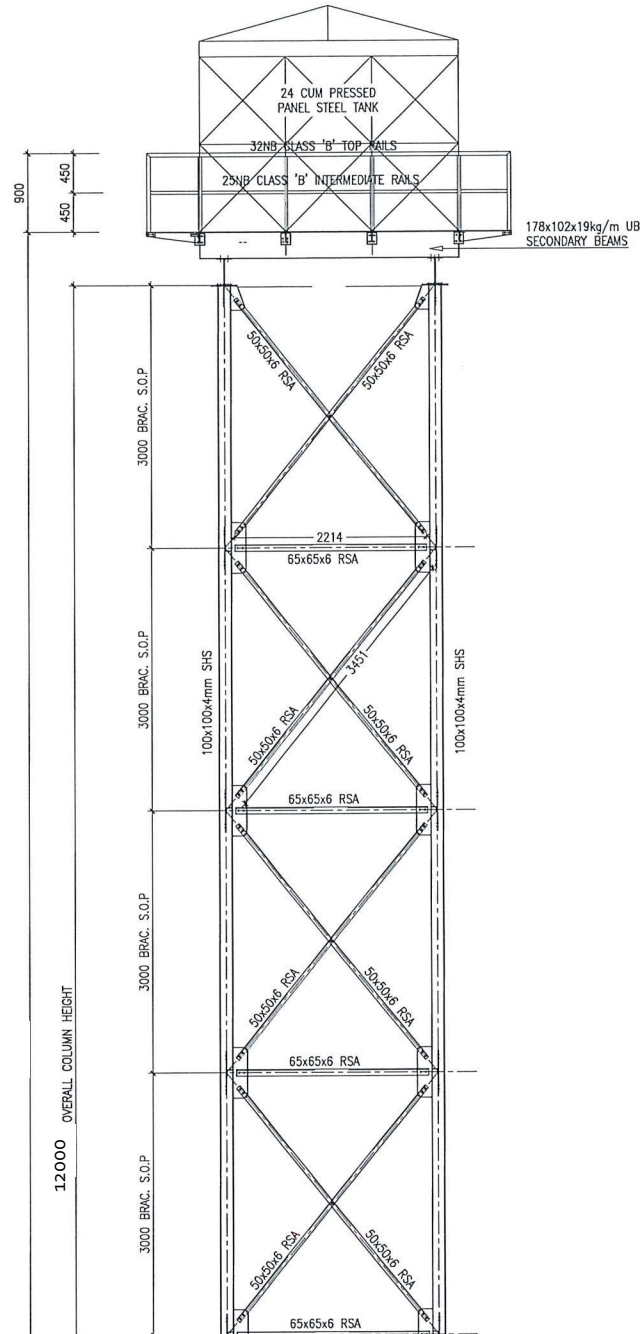 24 CUM PRESSED
PANEL STEEL TANK
32NB CLASS 'B' TOP RAILS
25NB CLASS 'B' INTERMEDIATE RAILS
900
450
450
178x102x19kg/m UB
SECONDARY BEAMS
50x50x6 RSA
50x50x6 RSA
3000 BRAC. S.O.P
2214
65x65x6 RSA
3451
3000 BRAC. S.O.P
100x100x4mm SHS
100x100x4mm SHS
50x50x6 RSA
50x50x6 RSA
65x65x6 RSA
3000 BRAC. S.O.P
50x50x6 RSA
50x50x6 RSA
65x65x6 RSA
12000 OVERALL COLUMN HEIGHT
3000 BRAC. S.O.P
50x50x6 RSA
50x50x6 RSA
65x65x6 RSA